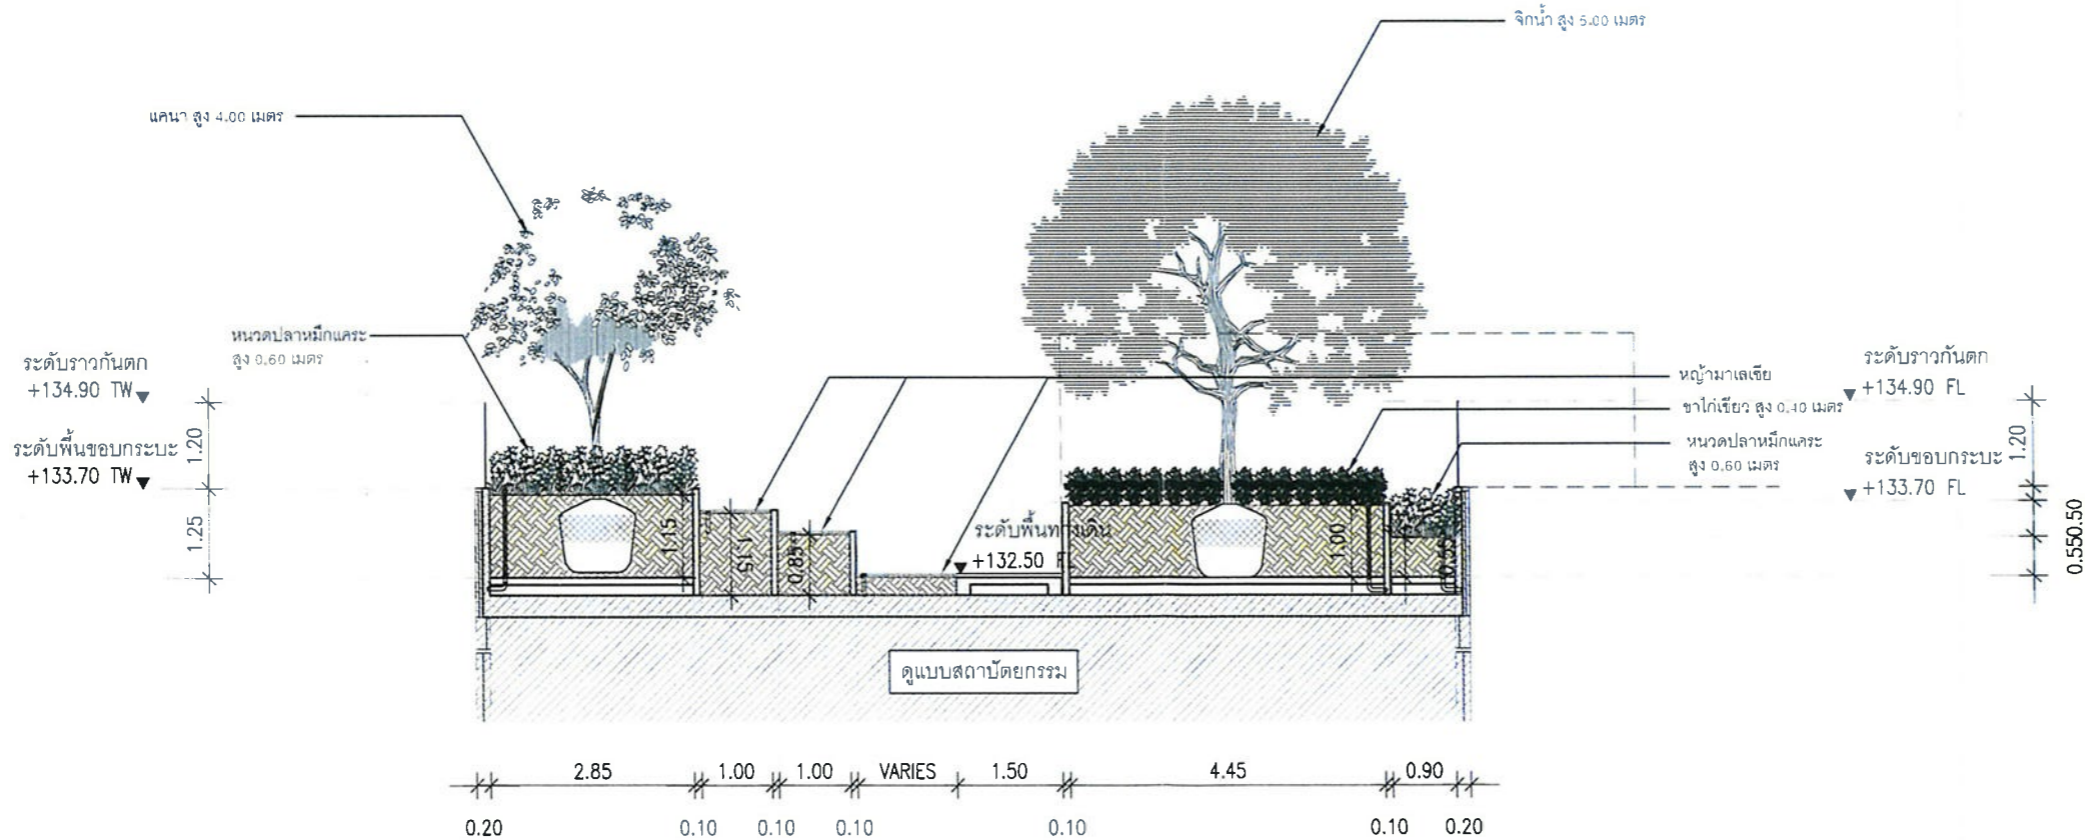 จิกน้ำ สูง 5.00 เมตร
แคนา สูง 4.00 เมตร
หนวดปลาหมึกแคระ
สูง 0.60 เมตร
ระดับราวกันตก
+134.90 TW
ระดับพื้นขอบกระบะ
+133.70 TW
1.20
1.25
หญ้ามาเลเซีย
ขาไก่เขียว สูง 0.40 เมตร
หนวดปลาหมึกแคระ
สูง 0.60 เมตร
ระดับราวกันตก
+134.90 FL
ระดับขอบกระบะ
+133.70 FL
1.20
0.550.50
1.15
1.15
0.85
ระดับพื้นทางเดิน
+132.50 FL
1.00
0.55
ดูแบบสถาปัตยกรรม
2.85 1.00 1.00 VARIES 1.50 4.45 0.90
0.20 0.10 0.10 0.10 0.10 0.10 0.20